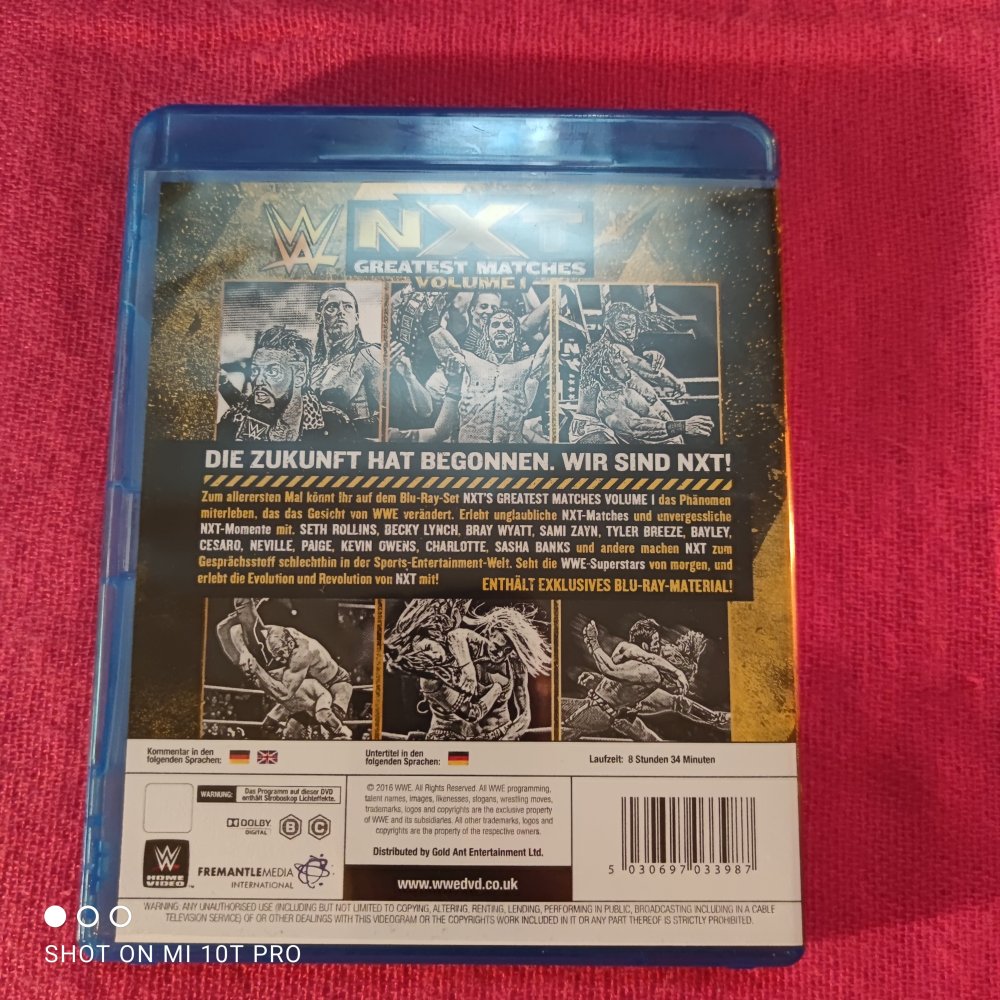 W
NXT
GREATEST MATCHES
VOLUME I
DIE ZUKUNFT HAT BEGONNEN. WIR SIND NXT!
Zum allerersten Mal könnt Ihr auf dem Blu-Ray-Set NXT'S GREATEST MATCHES VOLUME I das Phänomen
miterleben, das das Gesicht von WWE verändert. Erlebt unglaubliche NXT-Matches und unvergessliche
NXT-Momente mit. SETH ROLLINS, BECKY LYNCH, BRAY WYATT, SAMI ZAYN, TYLER BREEZE, BAYLEY,
CESARO, NEVILLE, PAIGE, KEVIN OWENS, CHARLOTTE, SASHA BANKS und andere machen NXT zum
Gesprächsstoff schlechthin in der Sports-Entertainment-Welt. Seht die WWE-Superstars von morgen, und
erlebt die Evolution und Revolution von NXT mit! ENTHÄLT EXKLUSIVES BLU-RAY-MATERIAL!
Kommentar in den
folgenden Sprachen:
Untertitel in den
folgenden Sprachen:
Laufzeit: 8 Stunden 34 Minuten
WARNUNG: Das Programm auf dieser DVD
enthält Stroboskop Lichteffekte.
DOLBY
DIGITAL
B C
W
HOME
VIDEO
FREMANTLEMEDIA
INTERNATIONAL
© 2016 WWE. All Rights Reserved. All WWE programming,
talent names, images, likenesses, slogans, wrestling moves,
trademarks, logos and copyrights are the exclusive property
of WWE and its subsidiaries. All other trademarks, logos and
copyrights are the property of the respective owners.
Distributed by Gold Ant Entertainment Ltd.
www.wwedvd.co.uk
5 030697 033987
WARNING: ANY UNAUTHORISED USE (INCLUDING BUT NOT LIMITED TO COPYING, ALTERING, RENTING, LENDING, PERFORMING IN PUBLIC, BROADCASTING INCLUDING IN A CABLE
TELEVISION SERVICE) OF OR OTHER DEALINGS WITH THIS VIDEOGRAM OR THE COPYRIGHTS WORK INCLUDED IN IT OR ANY PART THEREOF IS STRICTLY PROHIBITED.
SHOT ON MI 10T PRO